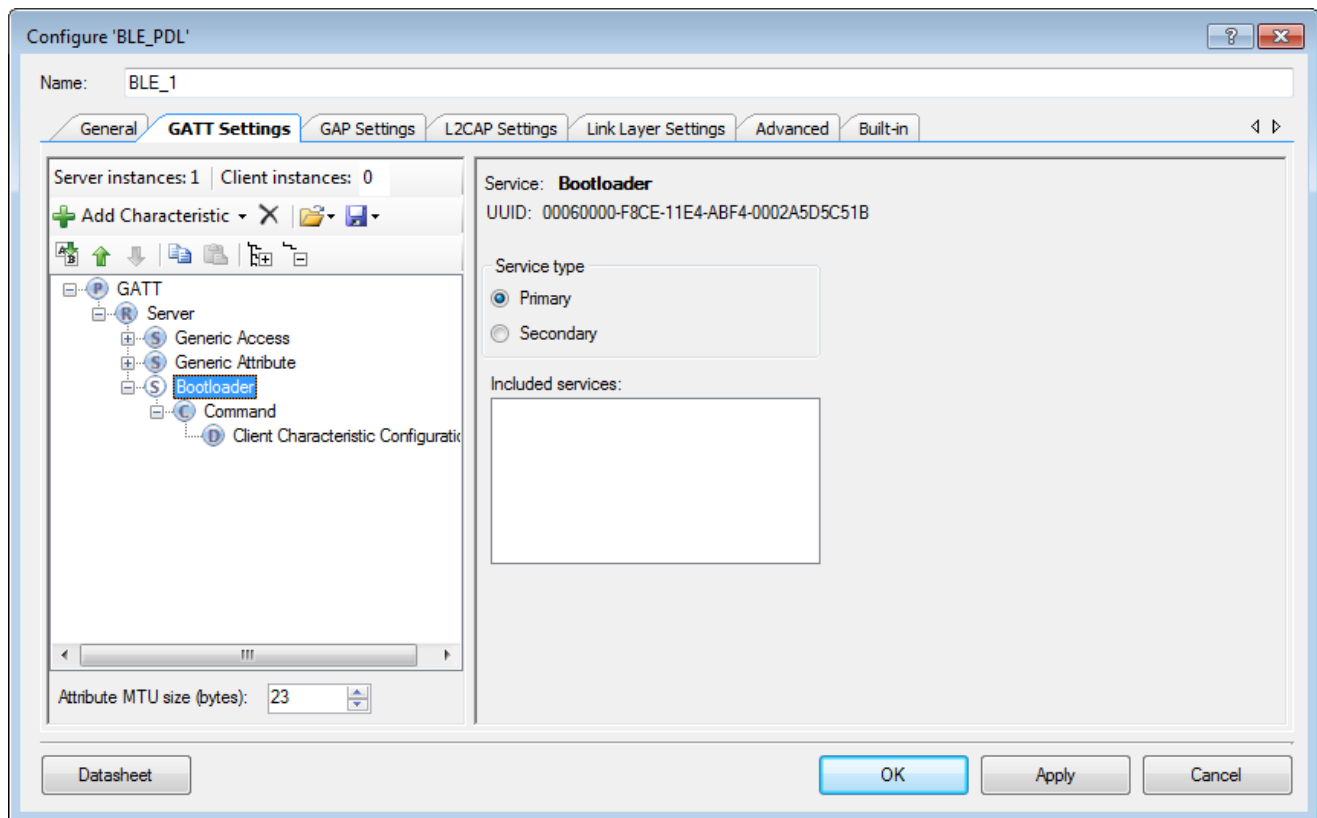 Configure 'BLE_PDL'
Name: BLE_1
General GATT Settings GAP Settings L2CAP Settings Link Layer Settings Advanced Built-in
Server instances: 1 Client instances: 0
Add Characteristic
GATT
Server
Generic Access
Generic Attribute
Bootloader
Command
Client Characteristic Configuratic
Attribute MTU size (bytes): 23
Service: Bootloader
UUID: 00060000-F8CE-11E4-ABF4-0002A5D5C51B
Service type
Primary
Secondary
Included services:
Datasheet OK Apply Cancel